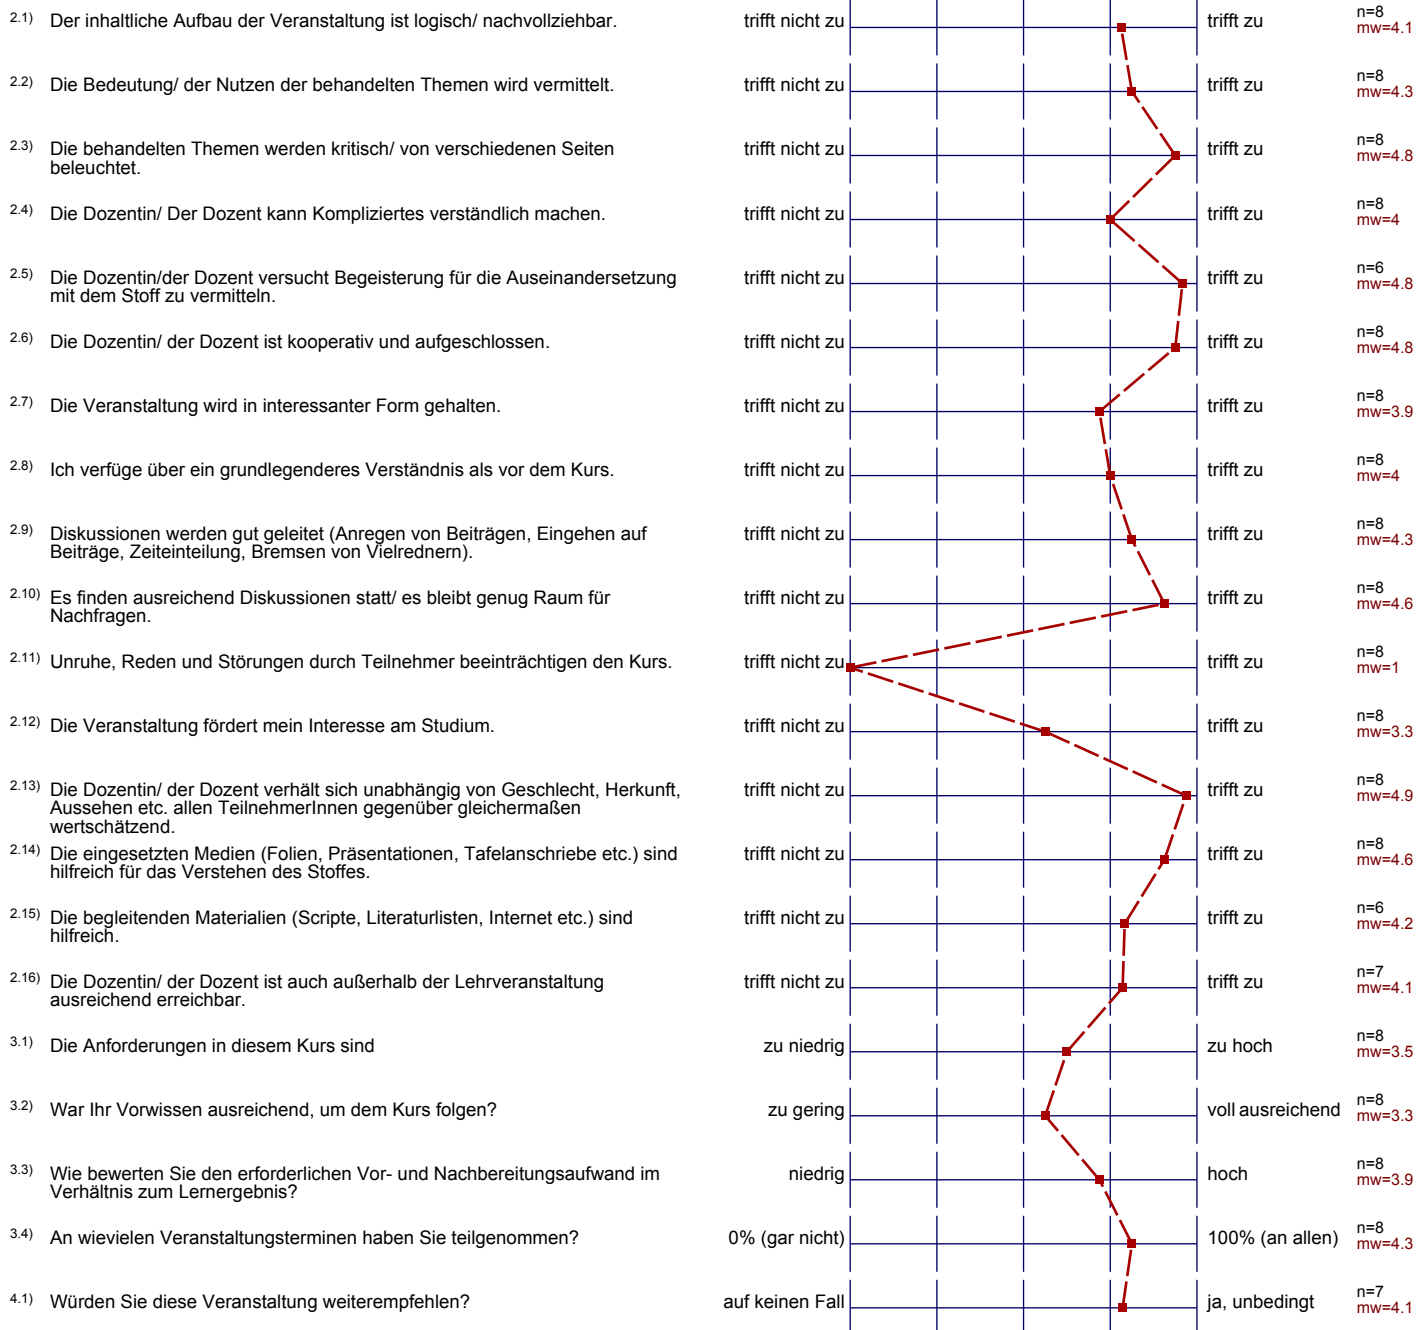 2.1) Der inhaltliche Aufbau der Veranstaltung ist logisch/ nachvollziehbar. trifft nicht zu trifft zu n=8
mw=4.1
2.2) Die Bedeutung/ der Nutzen der behandelten Themen wird vermittelt. trifft nicht zu trifft zu n=8
mw=4.3
2.3) Die behandelten Themen werden kritisch/ von verschiedenen Seiten trifft nicht zu trifft zu n=8
beleuchtet. mw=4.8
2.4) Die Dozentin/ Der Dozent kann Kompliziertes verständlich machen. trifft nicht zu trifft zu n=8
mw=4
2.5) Die Dozentin/der Dozent versucht Begeisterung für die Auseinandersetzung trifft nicht zu trifft zu n=6
mit dem Stoff zu vermitteln. mw=4.8
2.6) Die Dozentin/ der Dozent ist kooperativ und aufgeschlossen. trifft nicht zu trifft zu n=8
mw=4.8
2.7) Die Veranstaltung wird in interessanter Form gehalten. trifft nicht zu trifft zu n=8
mw=3.9
2.8) Ich verfüge über ein grundlegenderes Verständnis als vor dem Kurs. trifft nicht zu trifft zu n=8
mw=4
2.9) Diskussionen werden gut geleitet (Anregen von Beiträgen, Eingehen auf trifft nicht zu trifft zu n=8
Beiträge, Zeiteinteilung, Bremsen von Vielrednern). mw=4.3
2.10) Es finden ausreichend Diskussionen statt/ es bleibt genug Raum für trifft nicht zu trifft zu n=8
Nachfragen. mw=4.6
2.11) Unruhe, Reden und Störungen durch Teilnehmer beeinträchtigen den Kurs. trifft nicht zu trifft zu n=8
mw=1
2.12) Die Veranstaltung fördert mein Interesse am Studium. trifft nicht zu trifft zu n=8
mw=3.3
2.13) Die Dozentin/ der Dozent verhält sich unabhängig von Geschlecht, Herkunft, trifft nicht zu trifft zu n=8
Aussehen etc. allen TeilnehmerInnen gegenüber gleichermaßen mw=4.9
wertschätzend.
2.14) Die eingesetzten Medien (Folien, Präsentationen, Tafelanschriebe etc.) sind trifft nicht zu trifft zu n=8
hilfreich für das Verstehen des Stoffes. mw=4.6
2.15) Die begleitenden Materialien (Scripte, Literaturlisten, Internet etc.) sind trifft nicht zu trifft zu n=6
hilfreich. mw=4.2
2.16) Die Dozentin/ der Dozent ist auch außerhalb der Lehrveranstaltung trifft nicht zu trifft zu n=7
ausreichend erreichbar. mw=4.1
3.1) Die Anforderungen in diesem Kurs sind zu niedrig zu hoch n=8
mw=3.5
3.2) War Ihr Vorwissen ausreichend, um dem Kurs folgen? zu gering voll ausreichend n=8
mw=3.3
3.3) Wie bewerten Sie den erforderlichen Vor- und Nachbereitungsaufwand im niedrig hoch n=8
Verhältnis zum Lernergebnis? mw=3.9
3.4) An wievielen Veranstaltungsterminen haben Sie teilgenommen? 0% (gar nicht) 100% (an allen) n=8
mw=4.3
4.1) Würden Sie diese Veranstaltung weiterempfehlen? auf keinen Fall ja, unbedingt n=7
mw=4.1